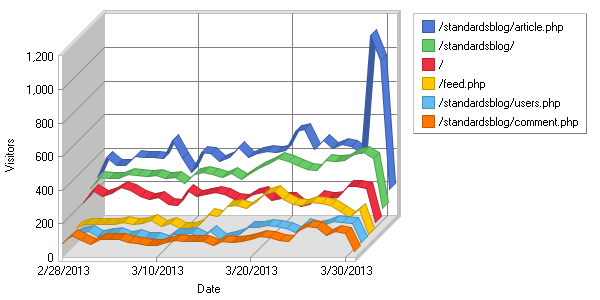 1,200
1,000
800
600
400
200
0
Visitors
2/28/2013
3/10/2013
3/20/2013
3/30/2013
Date
/standardsblog/article.php
/standardsblog/
/
/feed.php
/standardsblog/users.php
/standardsblog/comment.php